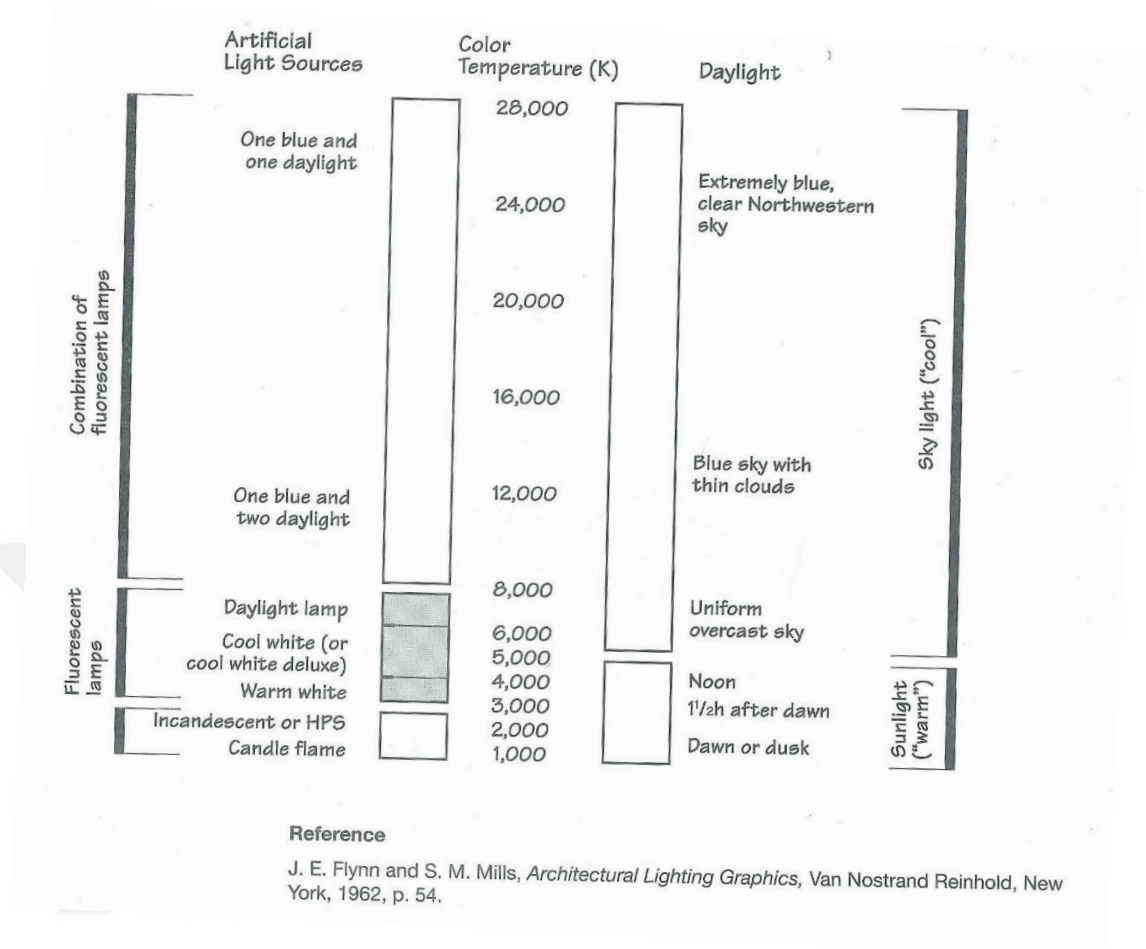 Artificial
Light Sources
Color
Temperature (K)
Daylight
Combination of
fluorescent lamps
One blue and
one daylight
One blue and
two daylight
Fluorescent
lamps
Daylight lamp
Cool white (or
cool white deluxe)
Warm white
Incandescent or HPS
Candle flame
28,000
24,000
20,000
16,000
12,000
8,000
6,000
5,000
4,000
3,000
2,000
1,000
Extremely blue,
clear Northwestern
sky
Blue sky with
thin clouds
Uniform
overcast sky
Noon
1 1/2h after dawn
Dawn or dusk
Sky light ("cool")
Sunlight
("warm")
Reference
J. E. Flynn and S. M. Mills, Architectural Lighting Graphics, Van Nostrand Reinhold, New
York, 1962, p. 54.